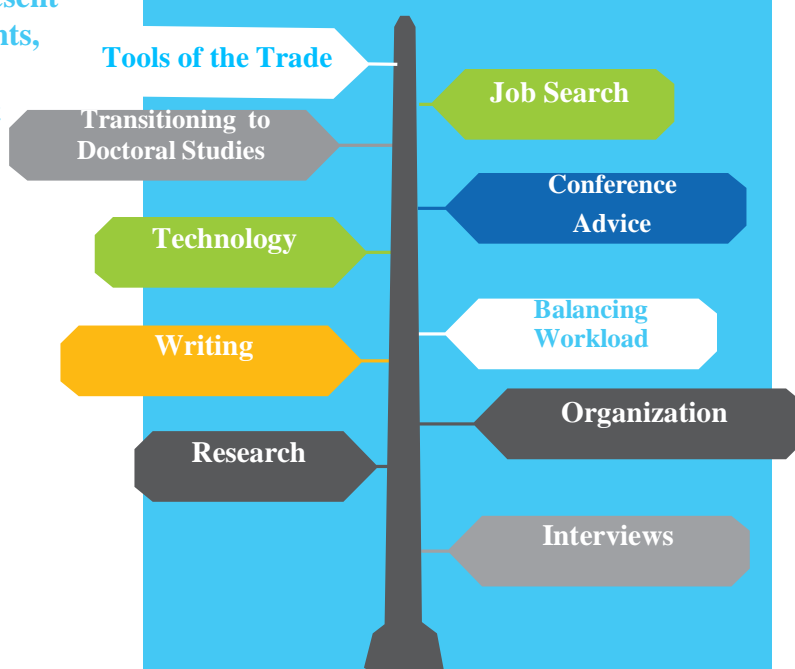 nts,
Tools of the Trade
Job Search
Transitioning to
Doctoral Studies
Conference
Advice
Technology
Balancing
Workload
Writing
Organization
Research
Interviews